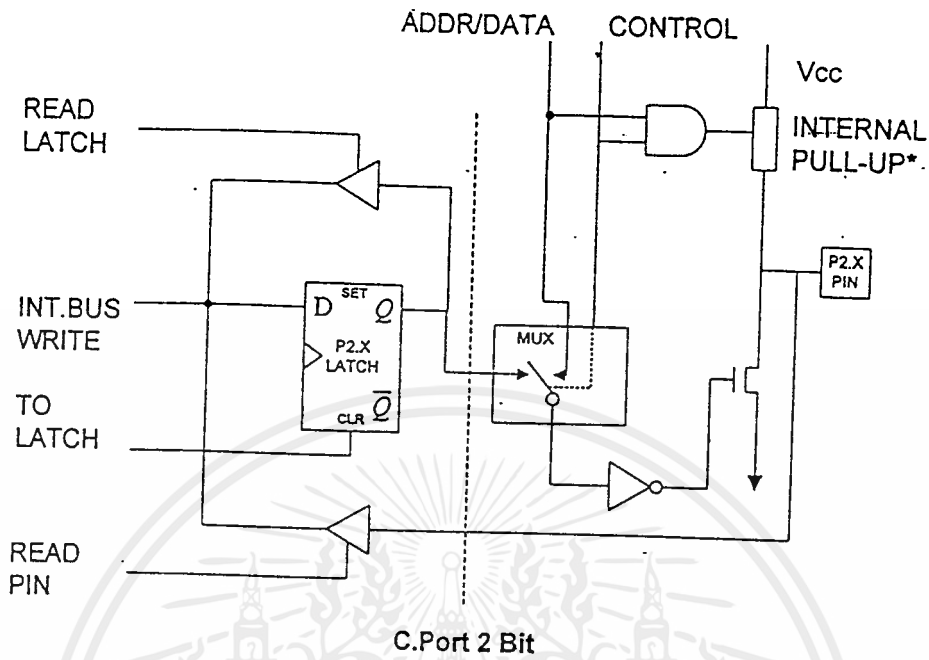 ADDR/DATA CONTROL
Vcc
READ
LATCH
INTERNAL
PULL-UP*
P2.X
PIN
INT.BUS
WRITE
D SET Q
P2.X
LATCH
CLR Q̅
MUX
TO
LATCH
READ
PIN
C.Port 2 Bit